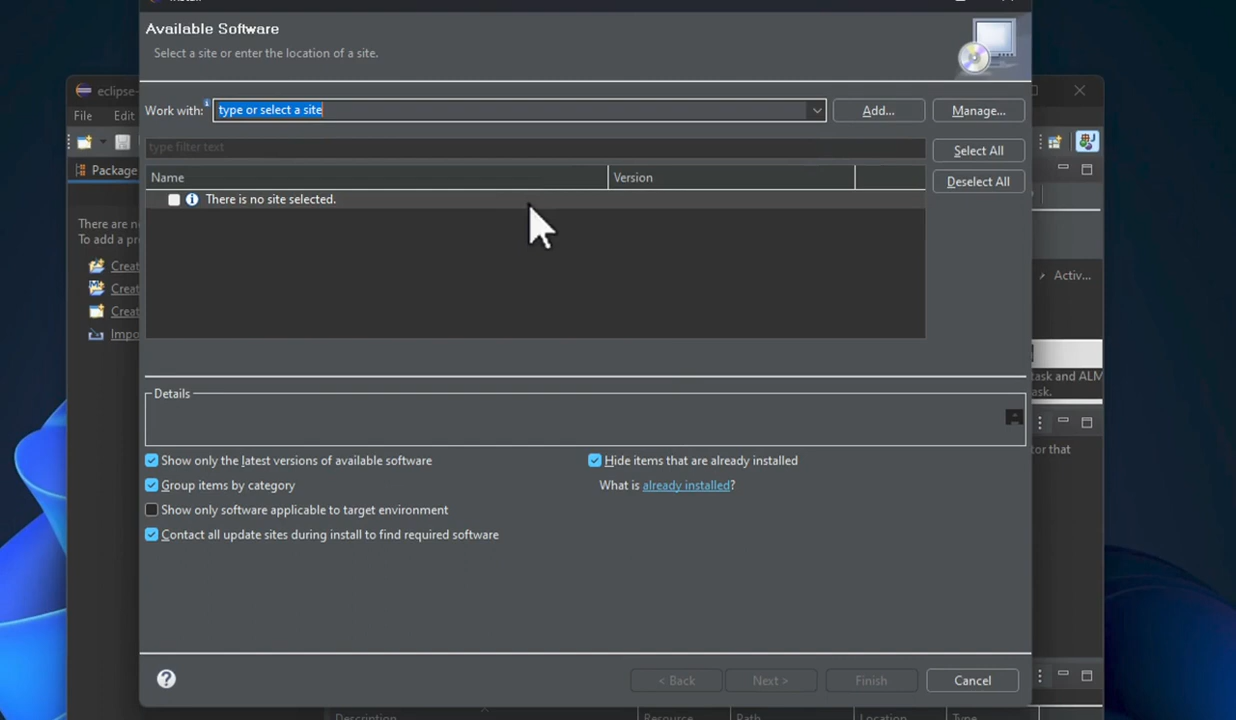 Available Software
Select a site or enter the location of a site.
eclipse-
Work with: type or select a site Add... Manage...
File Edit
type filter text Select All
Package
Name Version Deselect All
There is no site selected.
There are n
To add a pr
Creat
Creat
Creat
Impo
Activ...
task and ALM
ask.
Details
tor that
Show only the latest versions of available software Hide items that are already installed
Group items by category What is already installed?
Show only software applicable to target environment
Contact all update sites during install to find required software
< Back Next > Finish Cancel
Description Resource Path Location Type